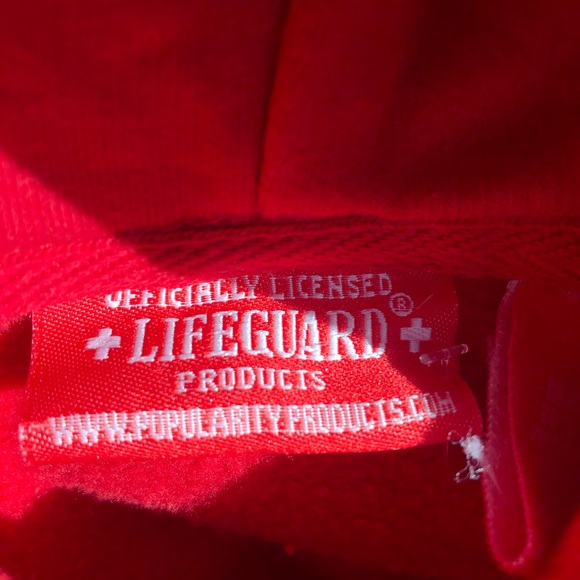 OFFICIALLY LICENSED
LIFEGUARD ®
PRODUCTS
WWW.POPULARITYPRODUCTS.COM